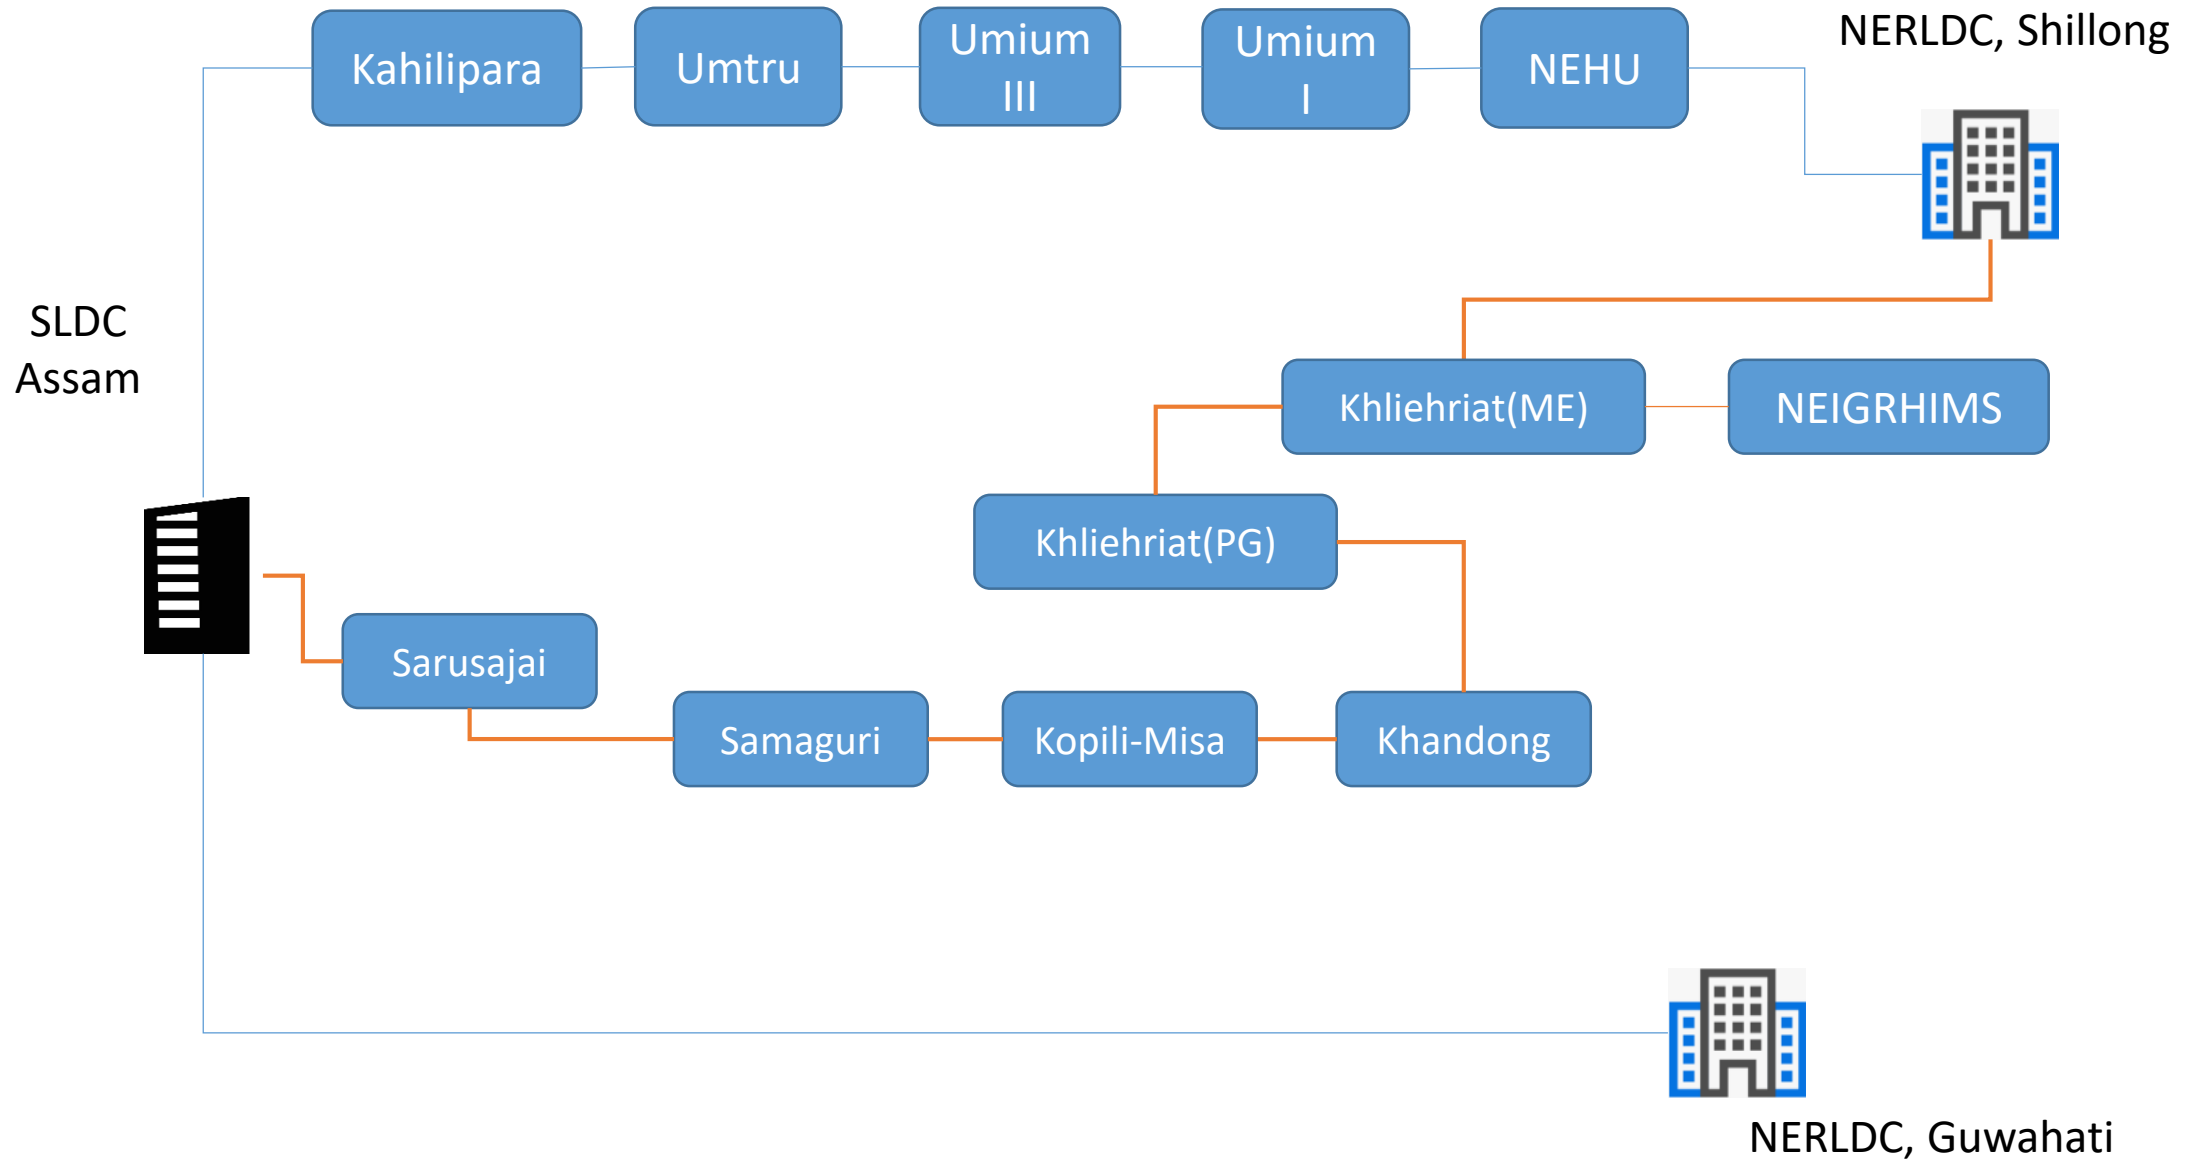 NERLDC, Shillong
Kahilipara
Umtru
Umium
III
Umium
I
NEHU
SLDC
Assam
Khliehriat(ME)
NEIGRHIMS
Khliehriat(PG)
Sarusajai
Samaguri
Kopili-Misa
Khandong
NERLDC, Guwahati